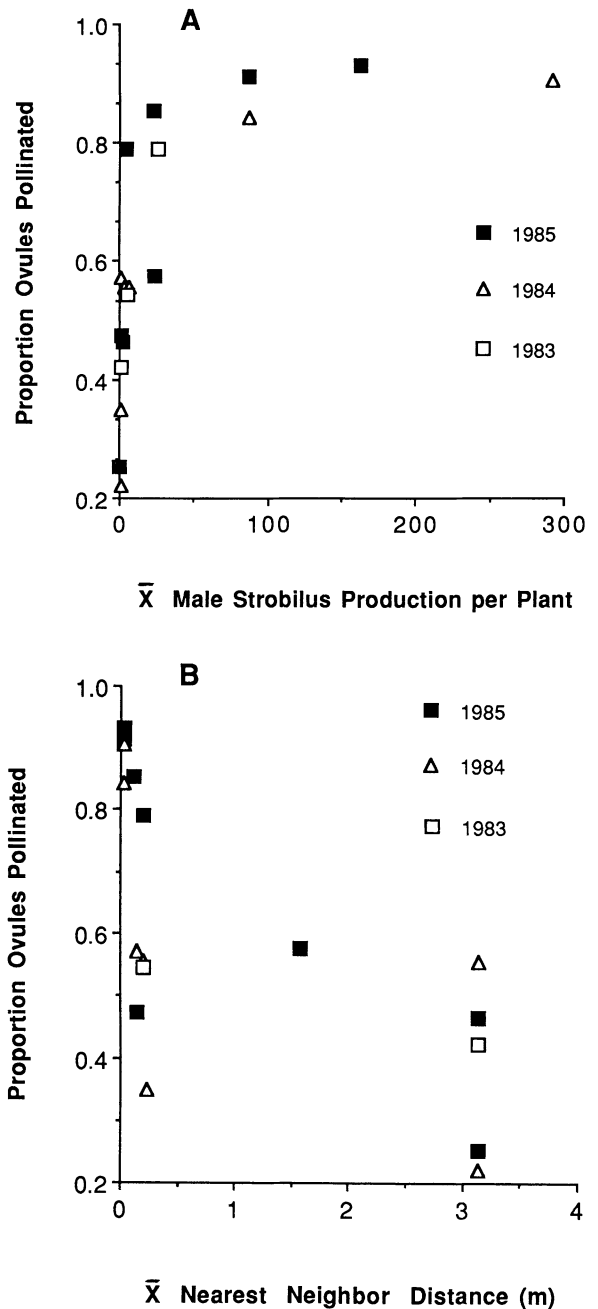 A
1.0
0.8
0.6
0.4
0.2
Proportion Ovules Pollinated
1985
1984
1983
0 100 200 300
X̅ Male Strobilus Production per Plant
B
1.0
0.8
0.6
0.4
0.2
Proportion Ovules Pollinated
1985
1984
1983
0 1 2 3 4
X̅ Nearest Neighbor Distance (m)